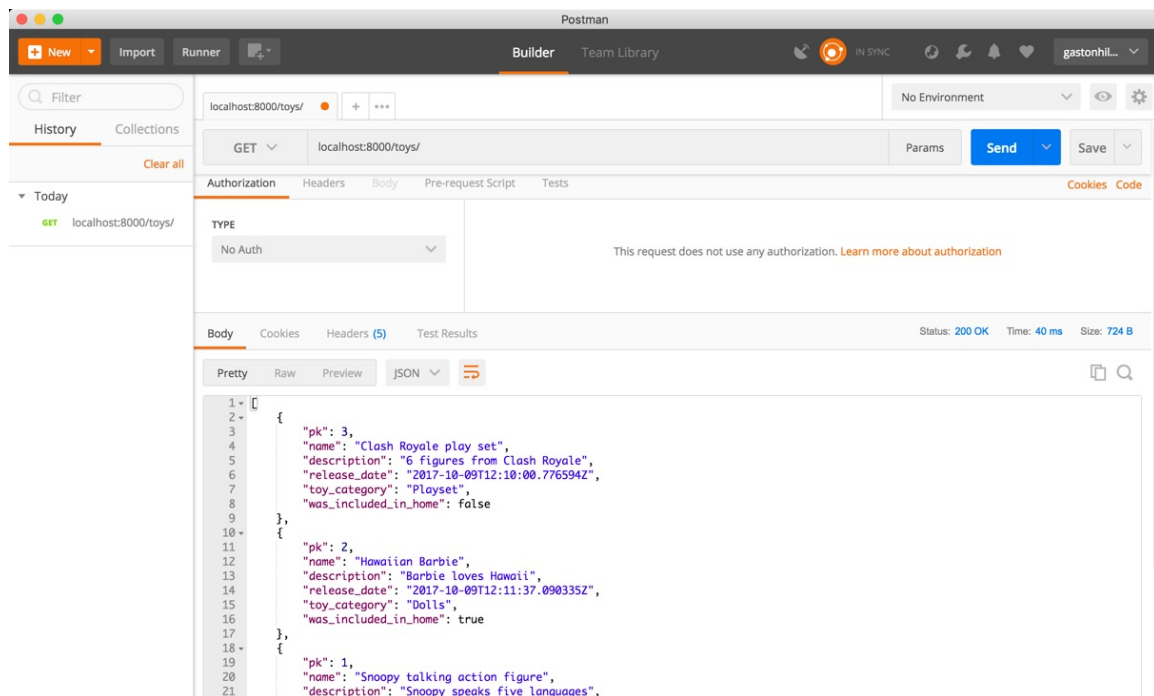 Postman
New Import Runner Builder Team Library IN SYNC gastonhil...
Filter
History Collections
Clear all
Today
GET localhost:8000/toys/
localhost:8000/toys/ + ••• No Environment
GET localhost:8000/toys/ Params Send Save
Authorization Headers Body Pre-request Script Tests Cookies Code
TYPE
No Auth
This request does not use any authorization. Learn more about authorization
Body Cookies Headers (5) Test Results Status: 200 OK Time: 40 ms Size: 724 B
Pretty Raw Preview JSON
1 [
2 {
3 "pk": 3,
4 "name": "Clash Royale play set",
5 "description": "6 figures from Clash Royale",
6 "release_date": "2017-10-09T12:10:00.776594Z",
7 "toy_category": "Playset",
8 "was_included_in_home": false
9 },
10 {
11 "pk": 2,
12 "name": "Hawaiian Barbie",
13 "description": "Barbie loves Hawaii",
14 "release_date": "2017-10-09T12:11:37.090335Z",
15 "toy_category": "Dolls",
16 "was_included_in_home": true
17 },
18 {
19 "pk": 1,
20 "name": "Snoopy talking action figure",
21 "description": "Snoopy speaks five languages",